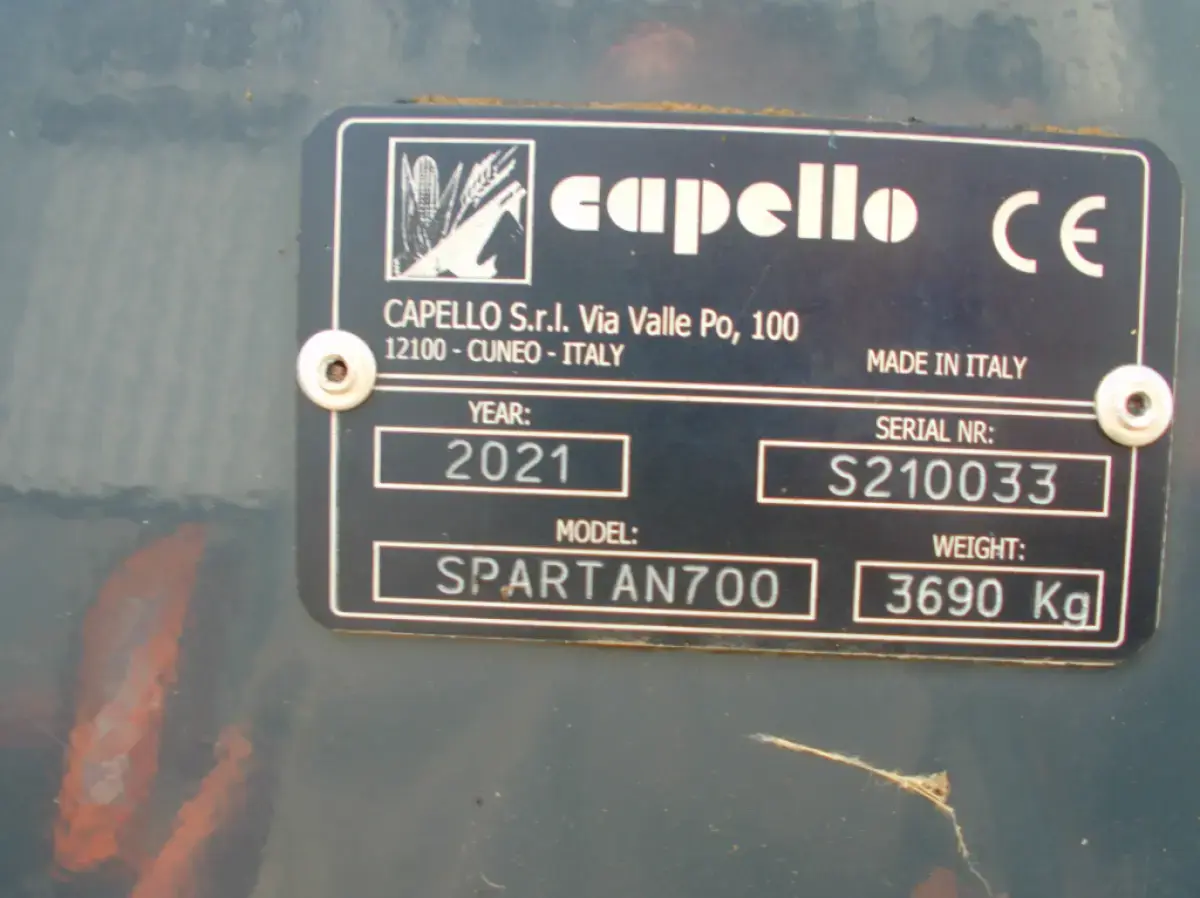 capello CE
CAPELLO S.r.l. Via Valle Po, 100
12100 - CUNEO - ITALY
MADE IN ITALY
YEAR:
2021
SERIAL NR:
S210033
MODEL:
SPARTAN700
WEIGHT:
3690 Kg